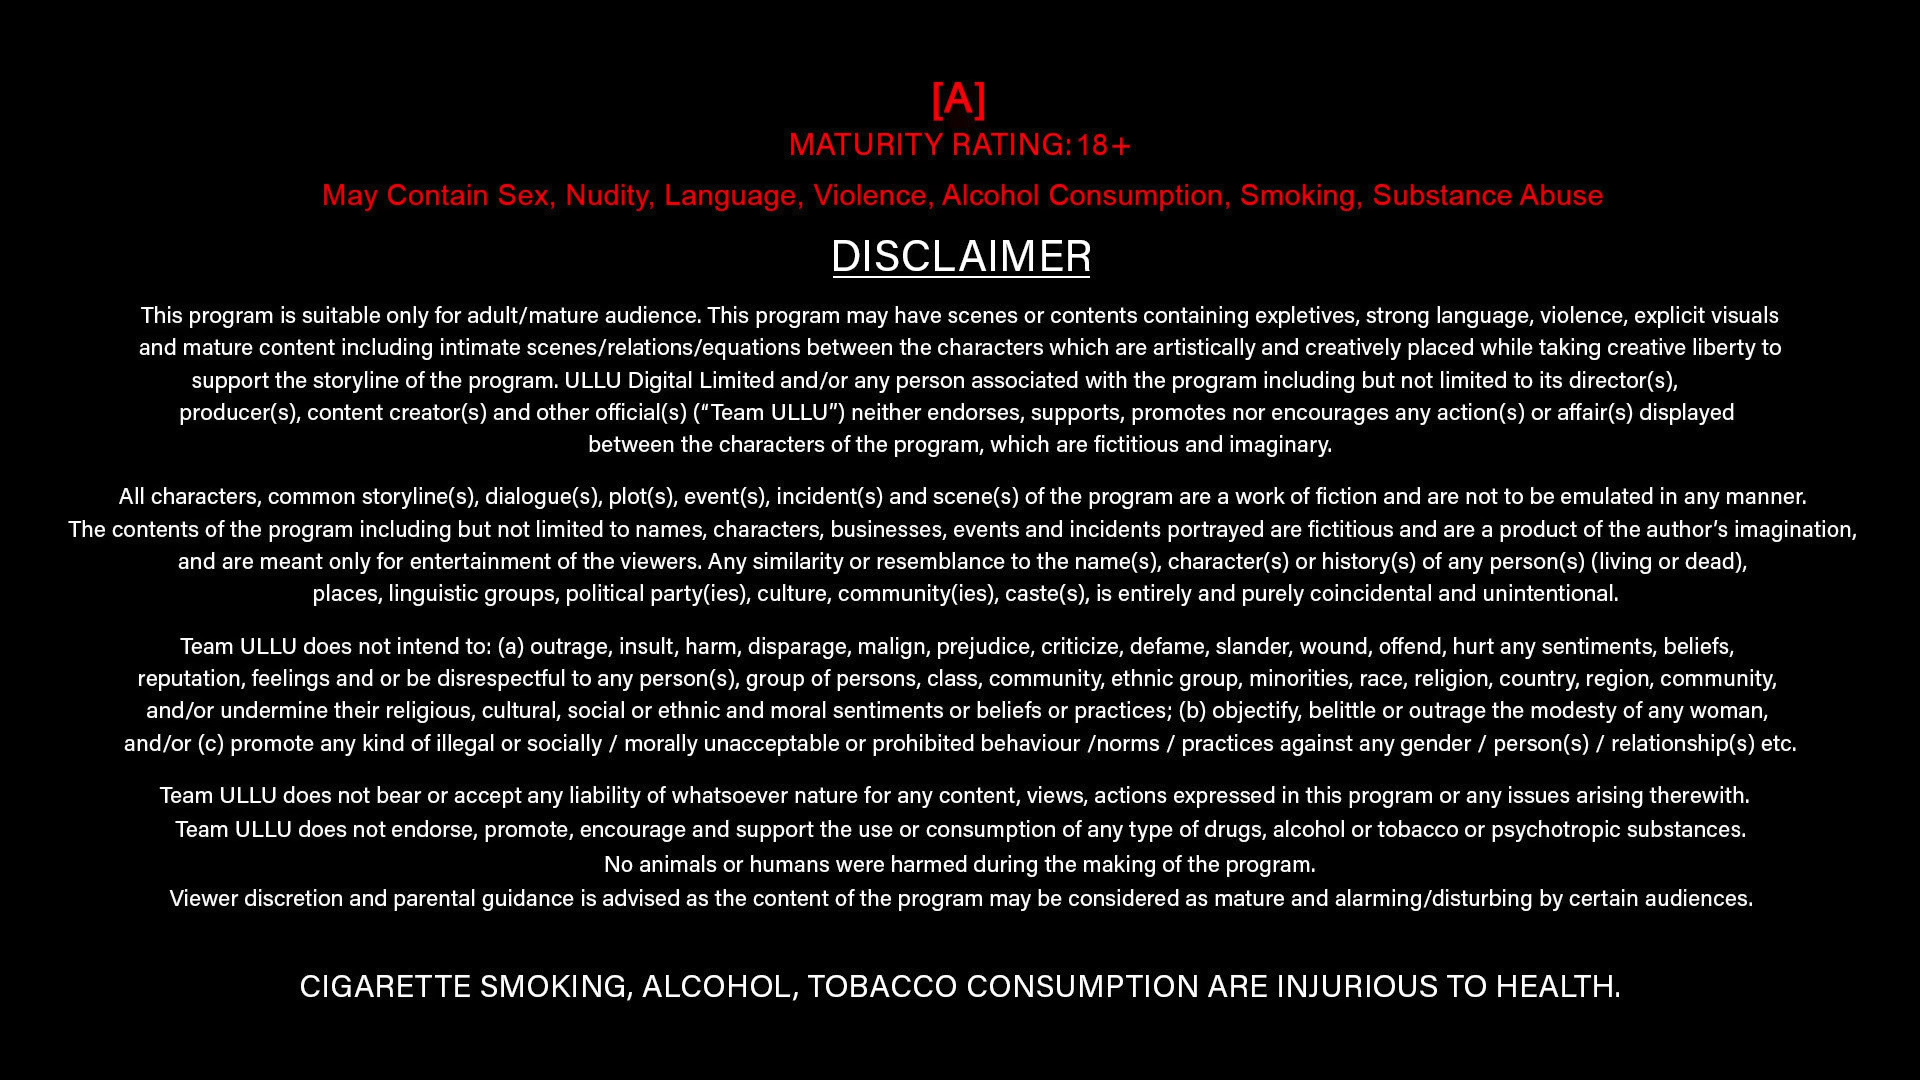 [A]
MATURITY RATING:18+
May Contain Sex, Nudity, Language, Violence, Alcohol Consumption, Smoking, Substance Abuse
DISCLAIMER
This program is suitable only for adult/mature audience. This program may have scenes or contents containing expletives, strong language, violence, explicit visuals
and mature content including intimate scenes/relations/equations between the characters which are artistically and creatively placed while taking creative liberty to
support the storyline of the program. ULLU Digital Limited and/or any person associated with the program including but not limited to its director(s),
producer(s), content creator(s) and other official(s) (“Team ULLU”) neither endorses, supports, promotes nor encourages any action(s) or affair(s) displayed
between the characters of the program, which are fictitious and imaginary.
All characters, common storyline(s), dialogue(s), plot(s), event(s), incident(s) and scene(s) of the program are a work of fiction and are not to be emulated in any manner.
The contents of the program including but not limited to names, characters, businesses, events and incidents portrayed are fictitious and are a product of the author’s imagination,
and are meant only for entertainment of the viewers. Any similarity or resemblance to the name(s), character(s) or history(s) of any person(s) (living or dead),
places, linguistic groups, political party(ies), culture, community(ies), caste(s), is entirely and purely coincidental and unintentional.
Team ULLU does not intend to: (a) outrage, insult, harm, disparage, malign, prejudice, criticize, defame, slander, wound, offend, hurt any sentiments, beliefs,
reputation, feelings and or be disrespectful to any person(s), group of persons, class, community, ethnic group, minorities, race, religion, country, region, community,
and/or undermine their religious, cultural, social or ethnic and moral sentiments or beliefs or practices; (b) objectify, belittle or outrage the modesty of any woman,
and/or (c) promote any kind of illegal or socially / morally unacceptable or prohibited behaviour /norms / practices against any gender / person(s) / relationship(s) etc.
Team ULLU does not bear or accept any liability of whatsoever nature for any content, views, actions expressed in this program or any issues arising therewith.
Team ULLU does not endorse, promote, encourage and support the use or consumption of any type of drugs, alcohol or tobacco or psychotropic substances.
No animals or humans were harmed during the making of the program.
Viewer discretion and parental guidance is advised as the content of the program may be considered as mature and alarming/disturbing by certain audiences.
CIGARETTE SMOKING, ALCOHOL, TOBACCO CONSUMPTION ARE INJURIOUS TO HEALTH.